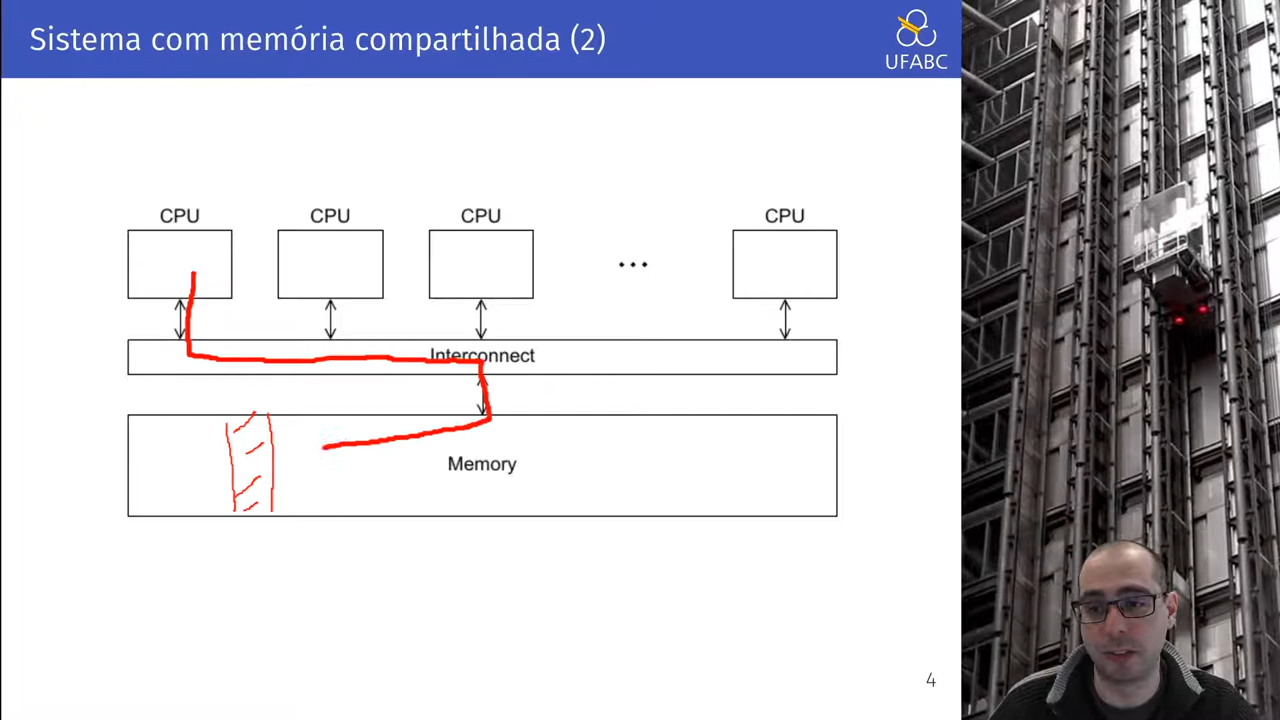 Sistema com memória compartilhada (2)
UFABC
CPU CPU CPU CPU
...
Interconnect
Memory
4